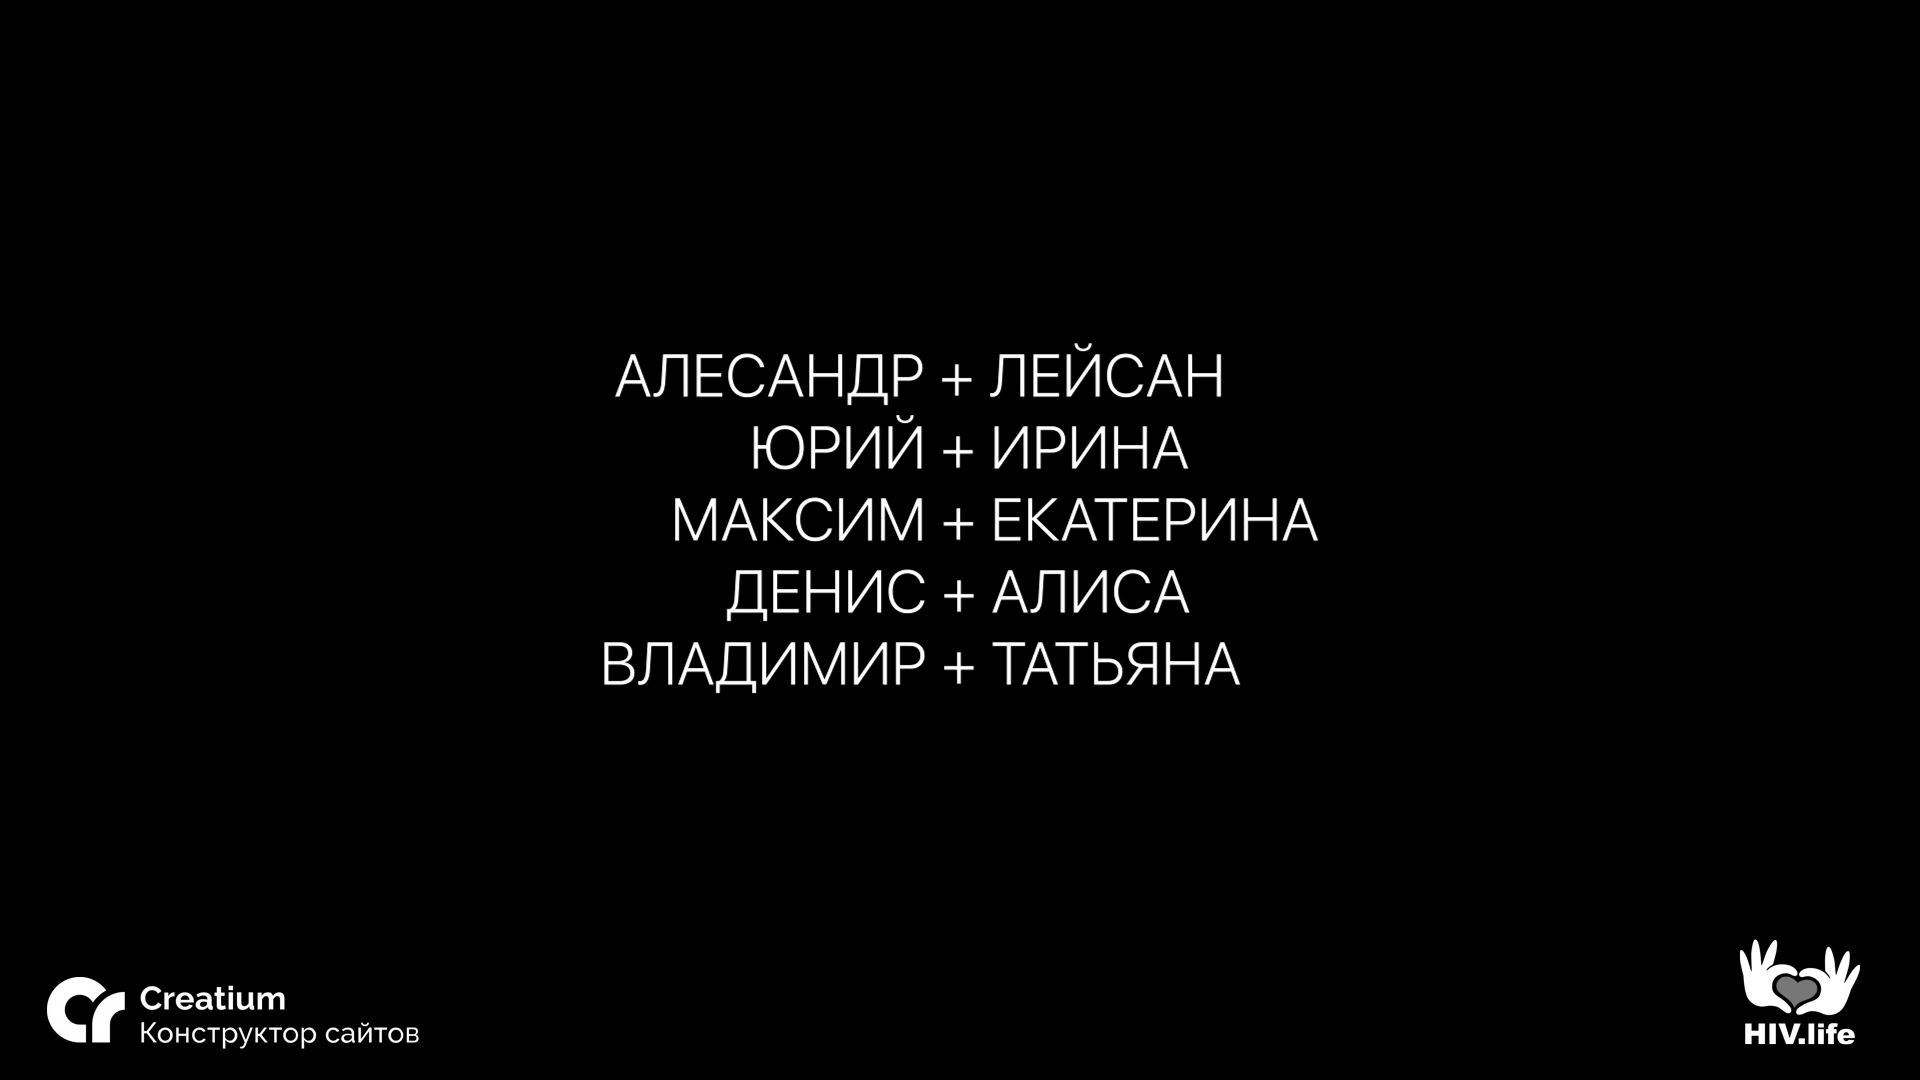 АЛЕСАНДР + ЛЕЙСАН
ЮРИЙ + ИРИНА
МАКСИМ + ЕКАТЕРИНА
ДЕНИС + АЛИСА
ВЛАДИМИР + ТАТЬЯНА
Creatium
Конструктор сайтов
HIV.life